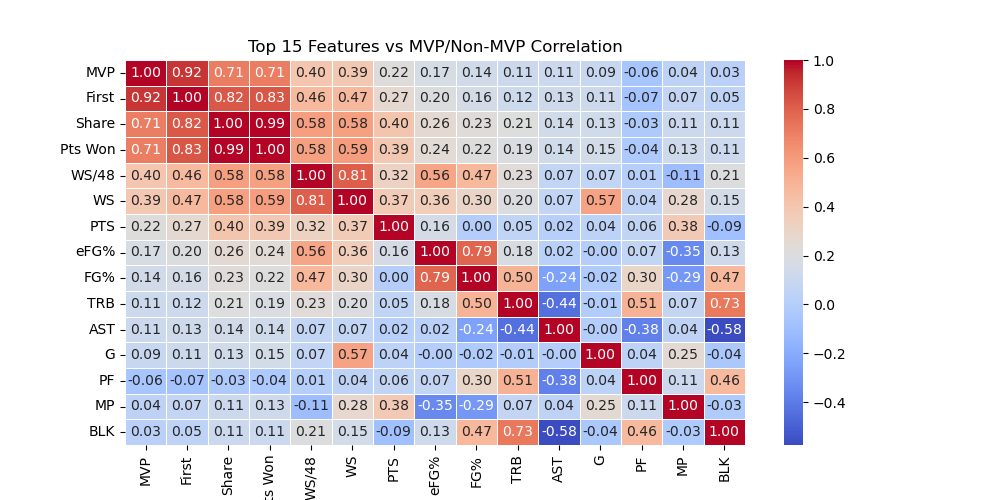 Top 15 Features vs MVP/Non-MVP Correlation
MVP 1.00 0.92 0.71 0.71 0.40 0.39 0.22 0.17 0.14 0.11 0.11 0.09 -0.06 0.04 0.03
First 0.92 1.00 0.82 0.83 0.46 0.47 0.27 0.20 0.16 0.12 0.13 0.11 -0.07 0.07 0.05
Share 0.71 0.82 1.00 0.99 0.58 0.58 0.40 0.26 0.23 0.21 0.14 0.13 -0.03 0.11 0.11
Pts Won 0.71 0.83 0.99 1.00 0.58 0.59 0.39 0.24 0.22 0.19 0.14 0.15 -0.04 0.13 0.11
WS/48 0.40 0.46 0.58 0.58 1.00 0.81 0.32 0.56 0.47 0.23 0.07 0.07 0.01 -0.11 0.21
WS 0.39 0.47 0.58 0.59 0.81 1.00 0.37 0.36 0.30 0.20 0.07 0.57 0.04 0.28 0.15
PTS 0.22 0.27 0.40 0.39 0.32 0.37 1.00 0.16 0.00 0.05 0.02 0.04 0.06 0.38 -0.09
eFG% 0.17 0.20 0.26 0.24 0.56 0.36 0.16 1.00 0.79 0.18 0.02 -0.00 0.07 -0.35 0.13
FG% 0.14 0.16 0.23 0.22 0.47 0.30 0.00 0.79 1.00 0.50 -0.24 -0.02 0.30 -0.29 0.47
TRB 0.11 0.12 0.21 0.19 0.23 0.20 0.05 0.18 0.50 1.00 -0.44 -0.01 0.51 0.07 0.73
AST 0.11 0.13 0.14 0.14 0.07 0.07 0.02 0.02 -0.24 -0.44 1.00 -0.00 -0.38 0.04 -0.58
G 0.09 0.11 0.13 0.15 0.07 0.57 0.04 -0.00 -0.02 -0.01 -0.00 1.00 0.04 0.25 -0.04
PF -0.06 -0.07 -0.03 -0.04 0.01 0.04 0.06 0.07 0.30 0.51 -0.38 0.04 1.00 0.11 0.46
MP 0.04 0.07 0.11 0.13 -0.11 0.28 0.38 -0.35 -0.29 0.07 0.04 0.25 0.11 1.00 -0.03
BLK 0.03 0.05 0.11 0.11 0.21 0.15 -0.09 0.13 0.47 0.73 -0.58 -0.04 0.46 -0.03 1.00
MVP
First
Share
ts Won
WS/48
WS
PTS
eFG%
FG%
TRB
AST
G
PF
MP
BLK
1.0
0.8
0.6
0.4
0.2
0.0
−0.2
−0.4